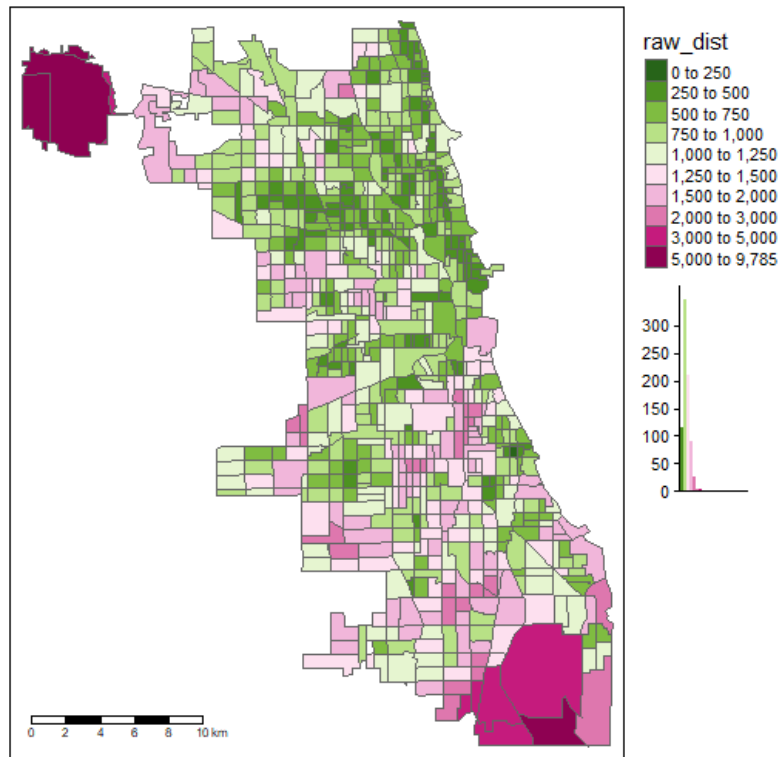 raw_dist
0 to 250
250 to 500
500 to 750
750 to 1,000
1,000 to 1,250
1,250 to 1,500
1,500 to 2,000
2,000 to 3,000
3,000 to 5,000
5,000 to 9,785
300
250
200
150
100
50
0
0 2 4 6 8 10 km